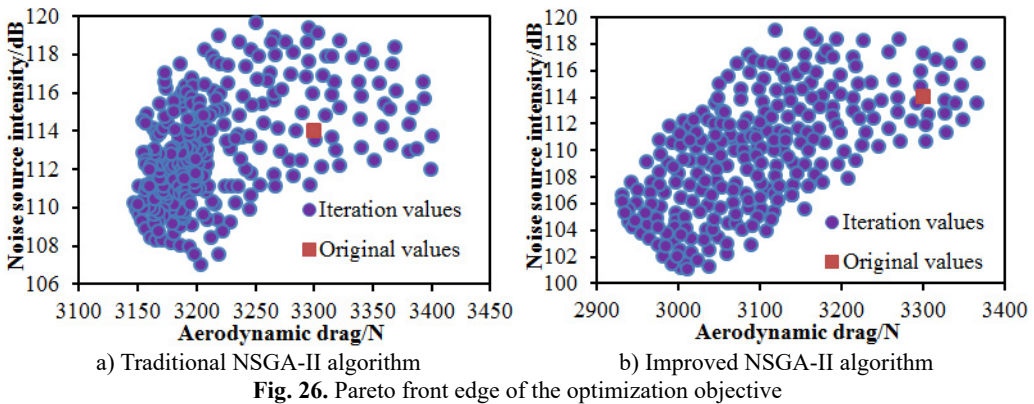 Noise source intensity/dB
120
118
116
114
112
110
108
106
3100 3150 3200 3250 3300 3350 3400 3450
Aerodynamic drag/N
Iteration values
Original values
a) Traditional NSGA-II algorithm
Noise source intensity/dB
120
118
116
114
112
110
108
106
104
102
100
2900 3000 3100 3200 3300 3400
Aerodynamic drag/N
Iteration values
Original values
b) Improved NSGA-II algorithm
Fig. 26. Pareto front edge of the optimization objective